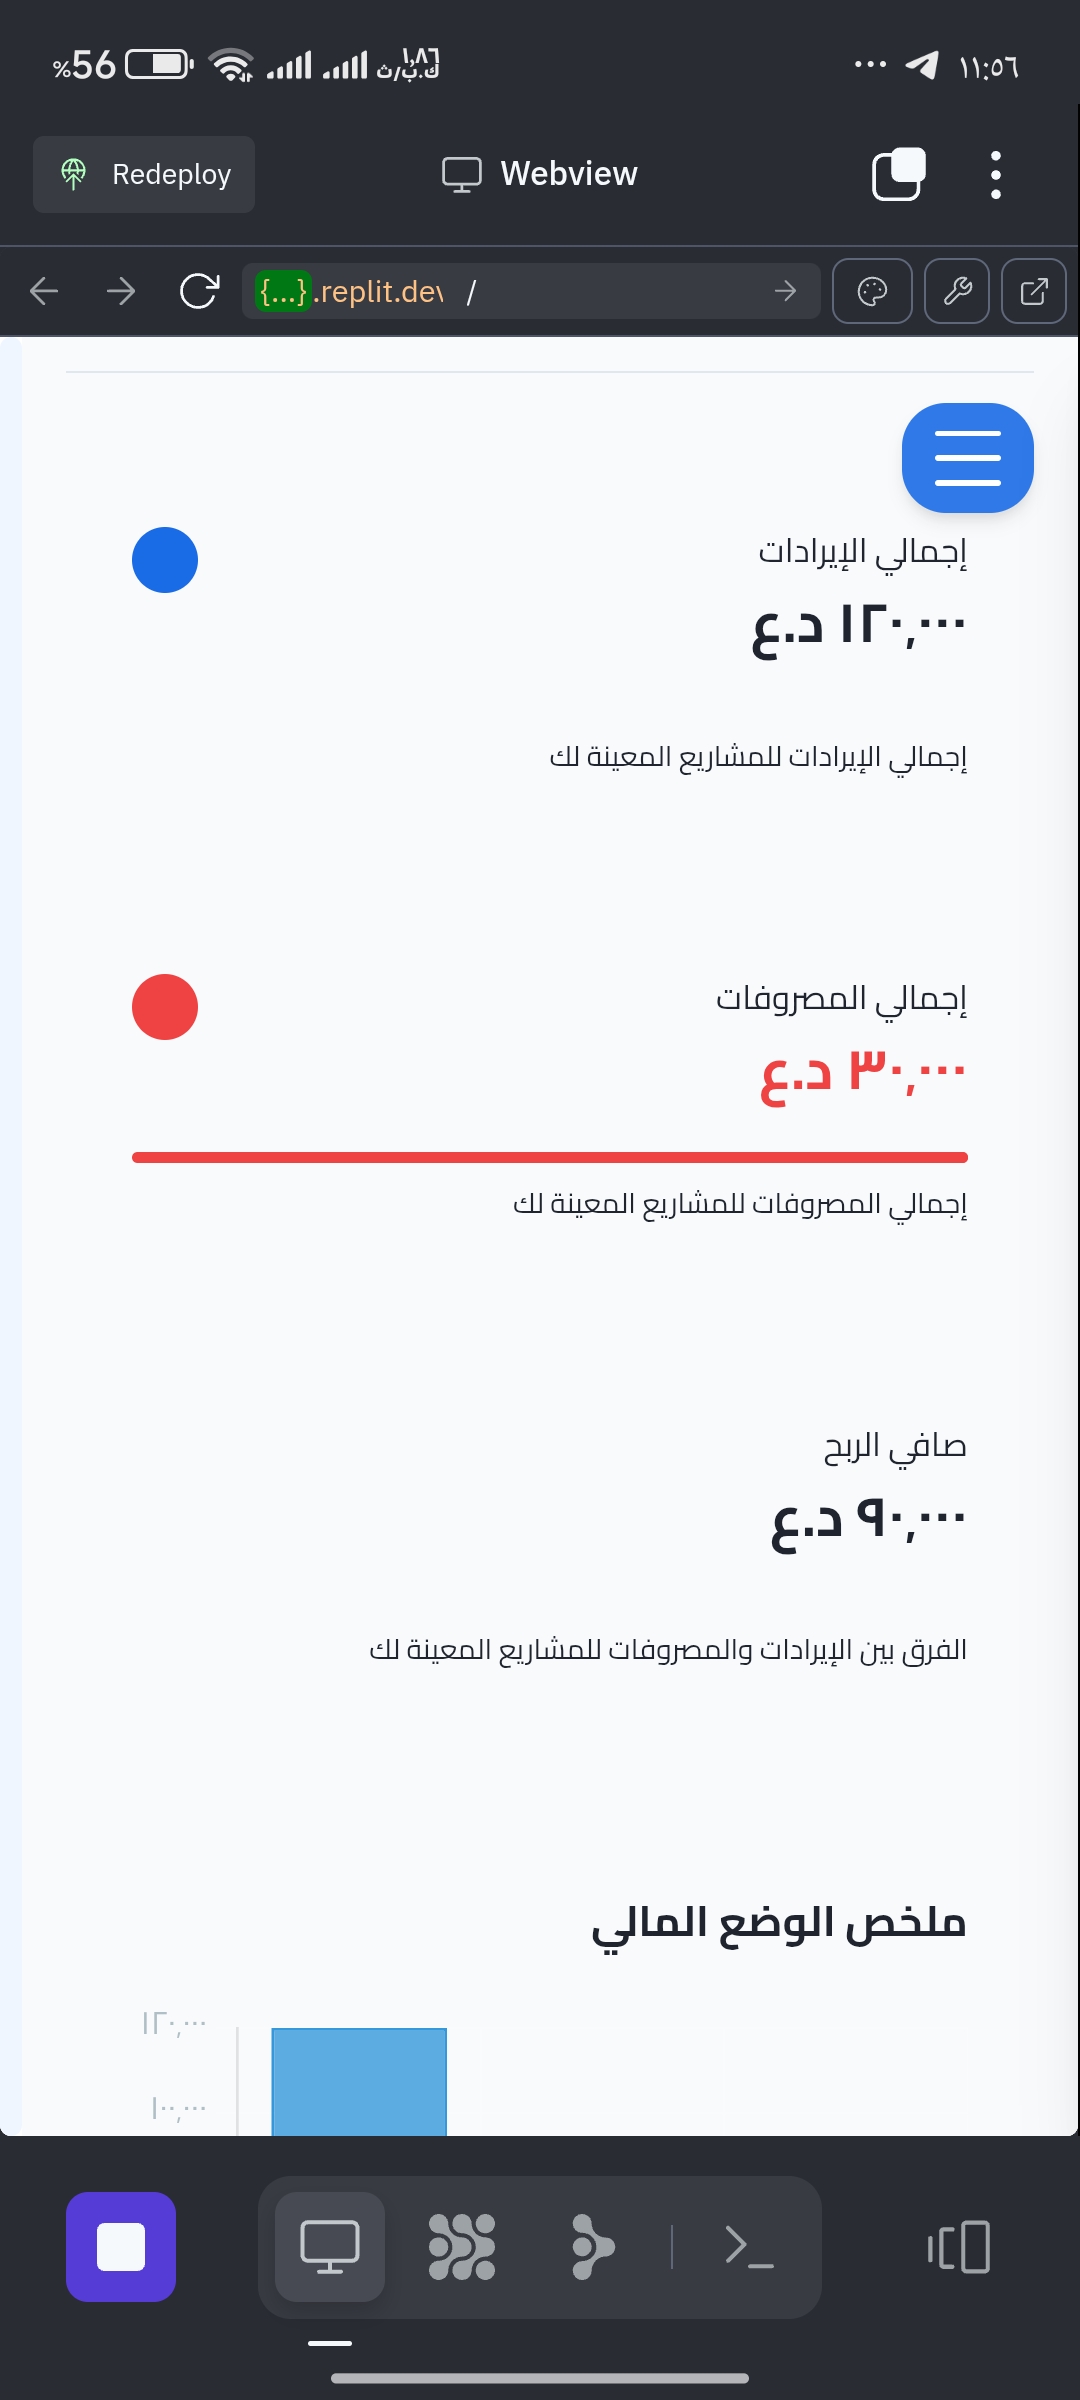 %56
١,٨٦
ك.ب/ث
١١:٥٦
Redeploy
Webview
{...}.replit.dev /
إجمالي الإيرادات
١٢٠,٠٠٠ د.ع
إجمالي الإيرادات للمشاريع المعينة لك
إجمالي المصروفات
٣٠,٠٠٠ د.ع
إجمالي المصروفات للمشاريع المعينة لك
صافي الربح
٩٠,٠٠٠ د.ع
الفرق بين الإيرادات والمصروفات للمشاريع المعينة لك
ملخص الوضع المالي
١٢٠,٠٠٠
١٠٠,٠٠٠